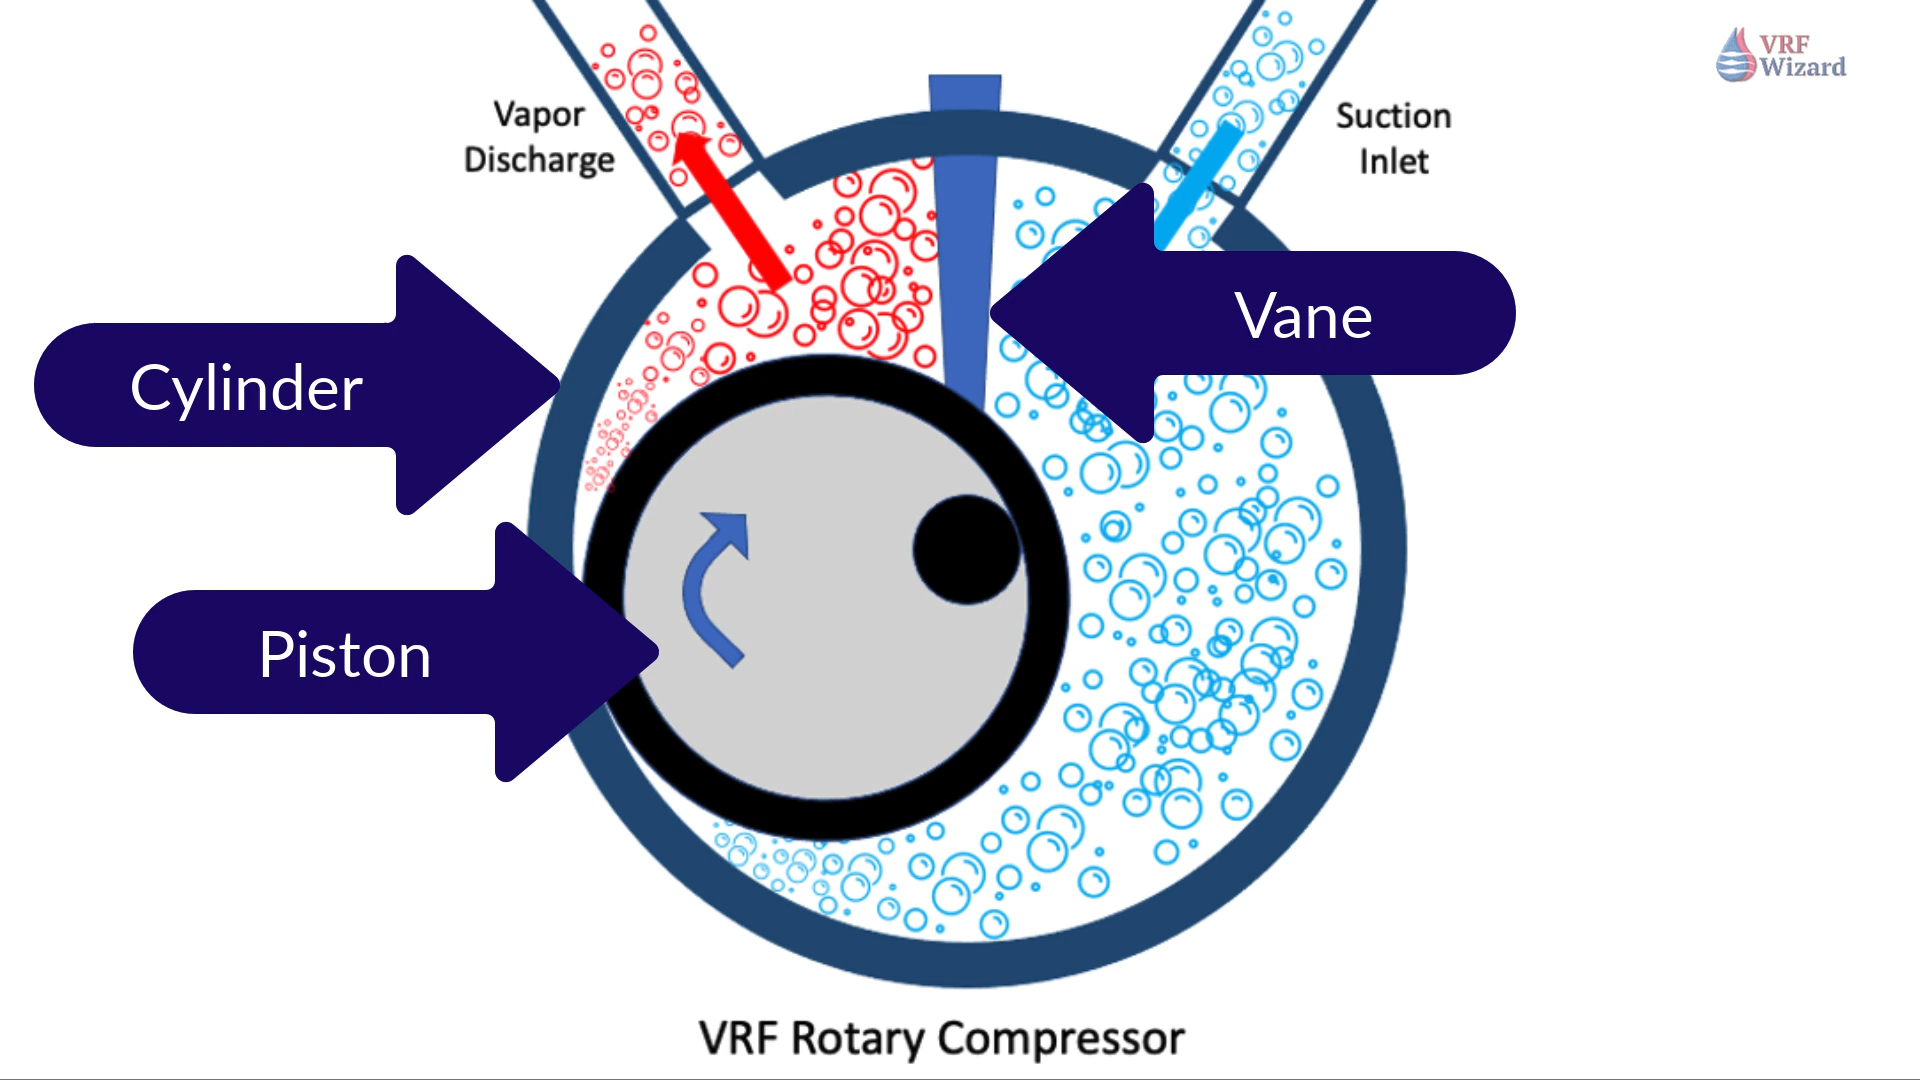 VRF
Wizard
Vapor
Discharge
Suction
Inlet
Vane
Cylinder
Piston
VRF Rotary Compressor